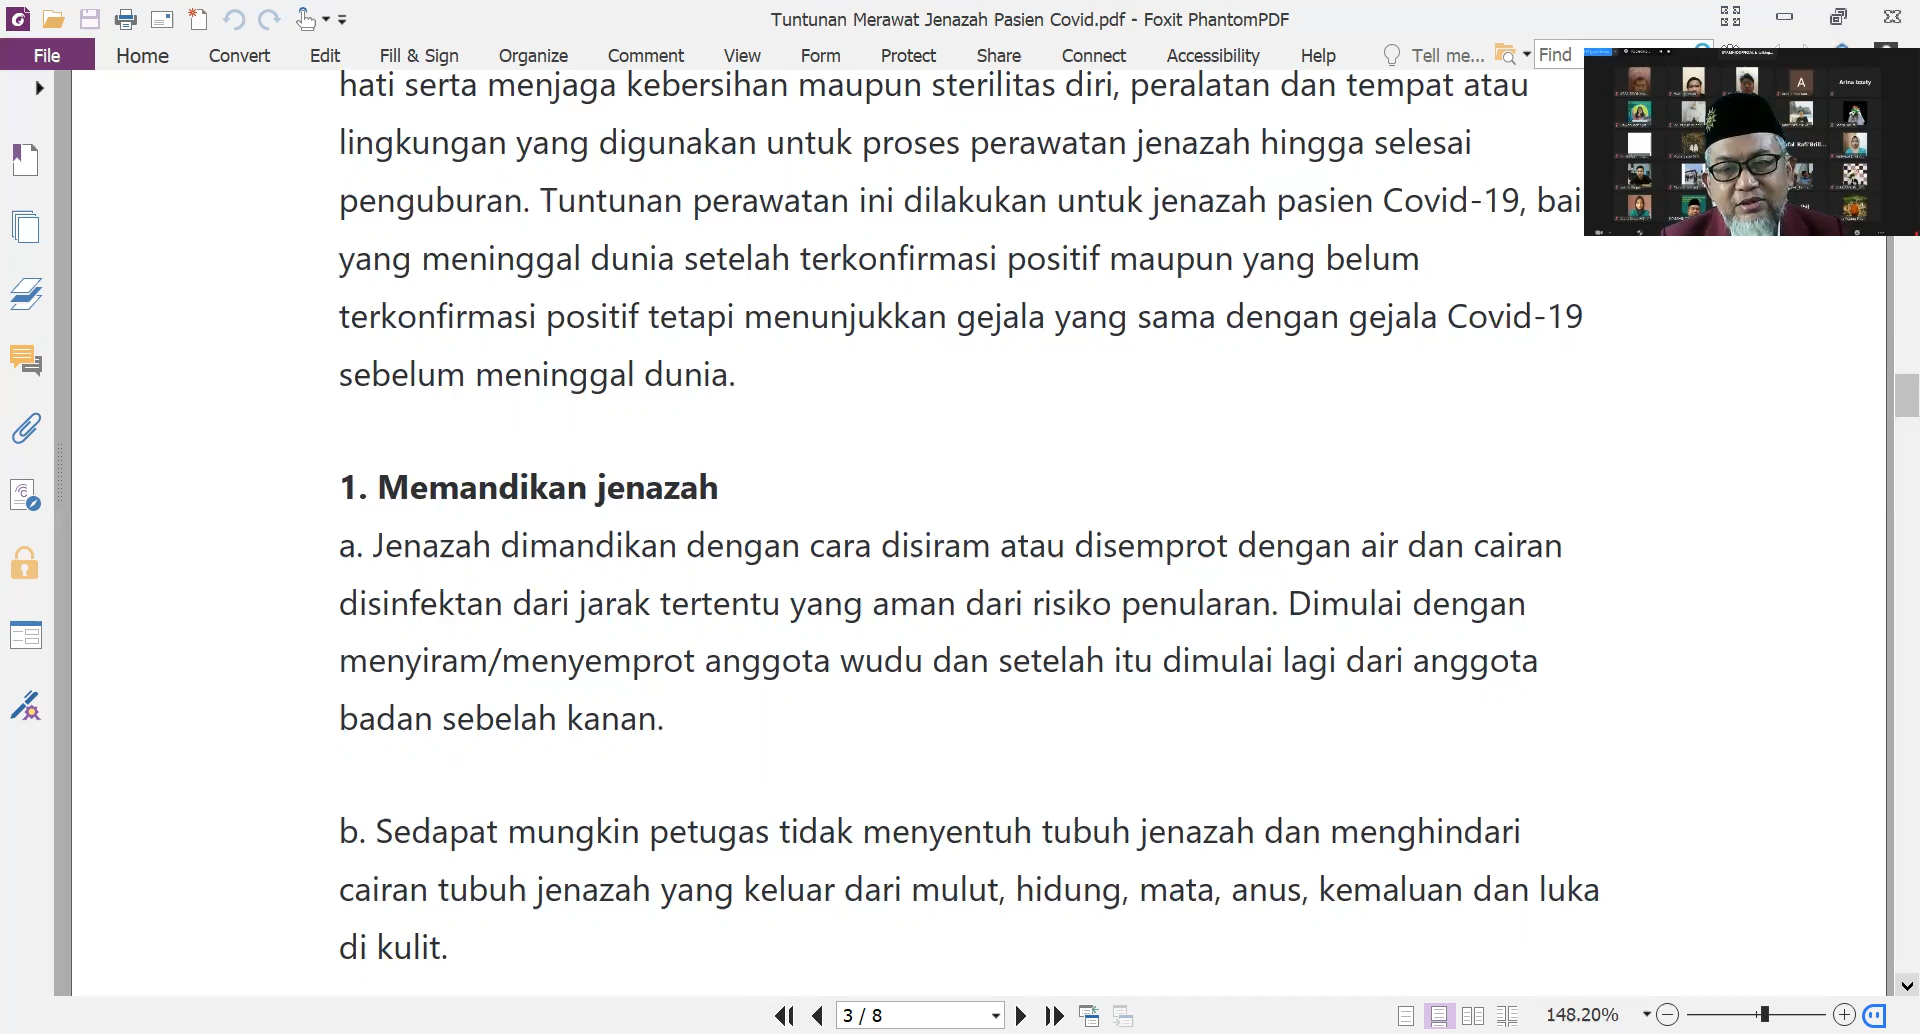 Tuntunan Merawat Jenazah Pasien Covid.pdf - Foxit PhantomPDF
File Home Convert Edit Fill & Sign Organize Comment View Form Protect Share Connect Accessibility Help Tell me... Find
hati serta menjaga kebersihan maupun sterilitas diri, peralatan dan tempat atau
lingkungan yang digunakan untuk proses perawatan jenazah hingga selesai
penguburan. Tuntunan perawatan ini dilakukan untuk jenazah pasien Covid-19, bai
yang meninggal dunia setelah terkonfirmasi positif maupun yang belum
terkonfirmasi positif tetapi menunjukkan gejala yang sama dengan gejala Covid-19
sebelum meninggal dunia.
1. Memandikan jenazah
a. Jenazah dimandikan dengan cara disiram atau disemprot dengan air dan cairan
disinfektan dari jarak tertentu yang aman dari risiko penularan. Dimulai dengan
menyiram/menyemprot anggota wudu dan setelah itu dimulai lagi dari anggota
badan sebelah kanan.
b. Sedapat mungkin petugas tidak menyentuh tubuh jenazah dan menghindari
cairan tubuh jenazah yang keluar dari mulut, hidung, mata, anus, kemaluan dan luka
di kulit.
A
Arina Izzaty
3 / 8
148.20%